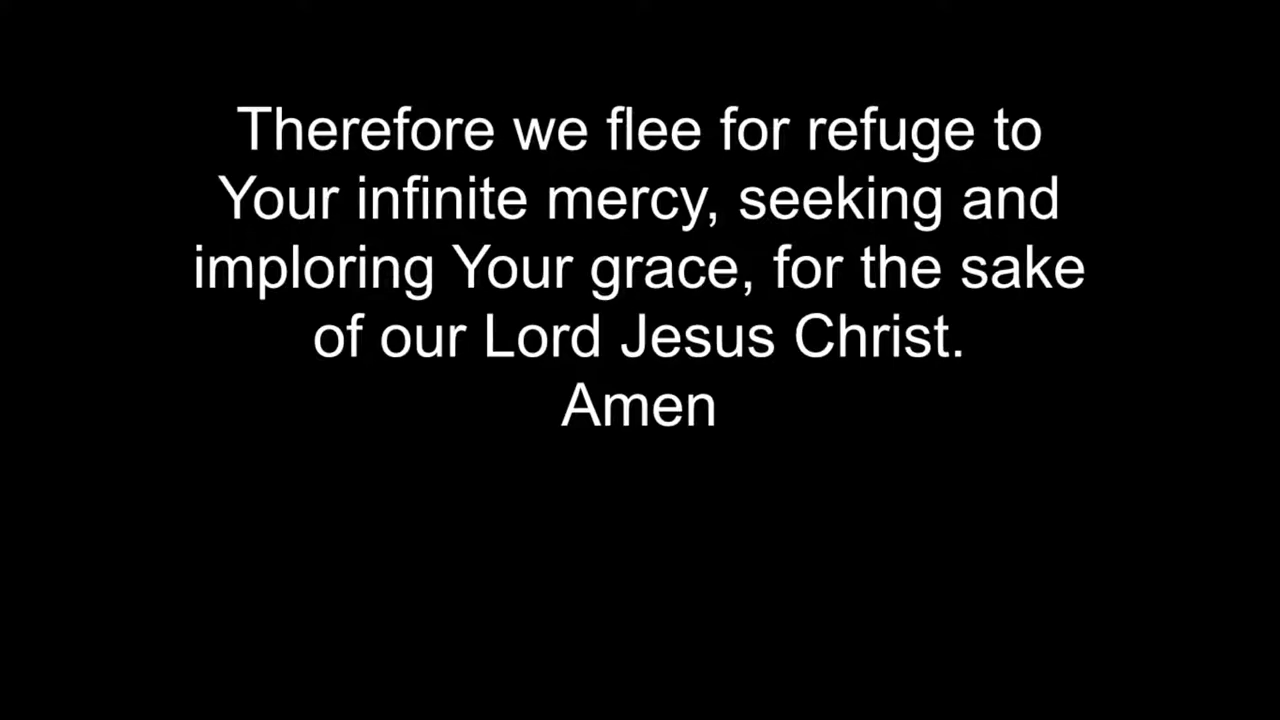 Therefore we flee for refuge to
Your infinite mercy, seeking and
imploring Your grace, for the sake
of our Lord Jesus Christ.
Amen